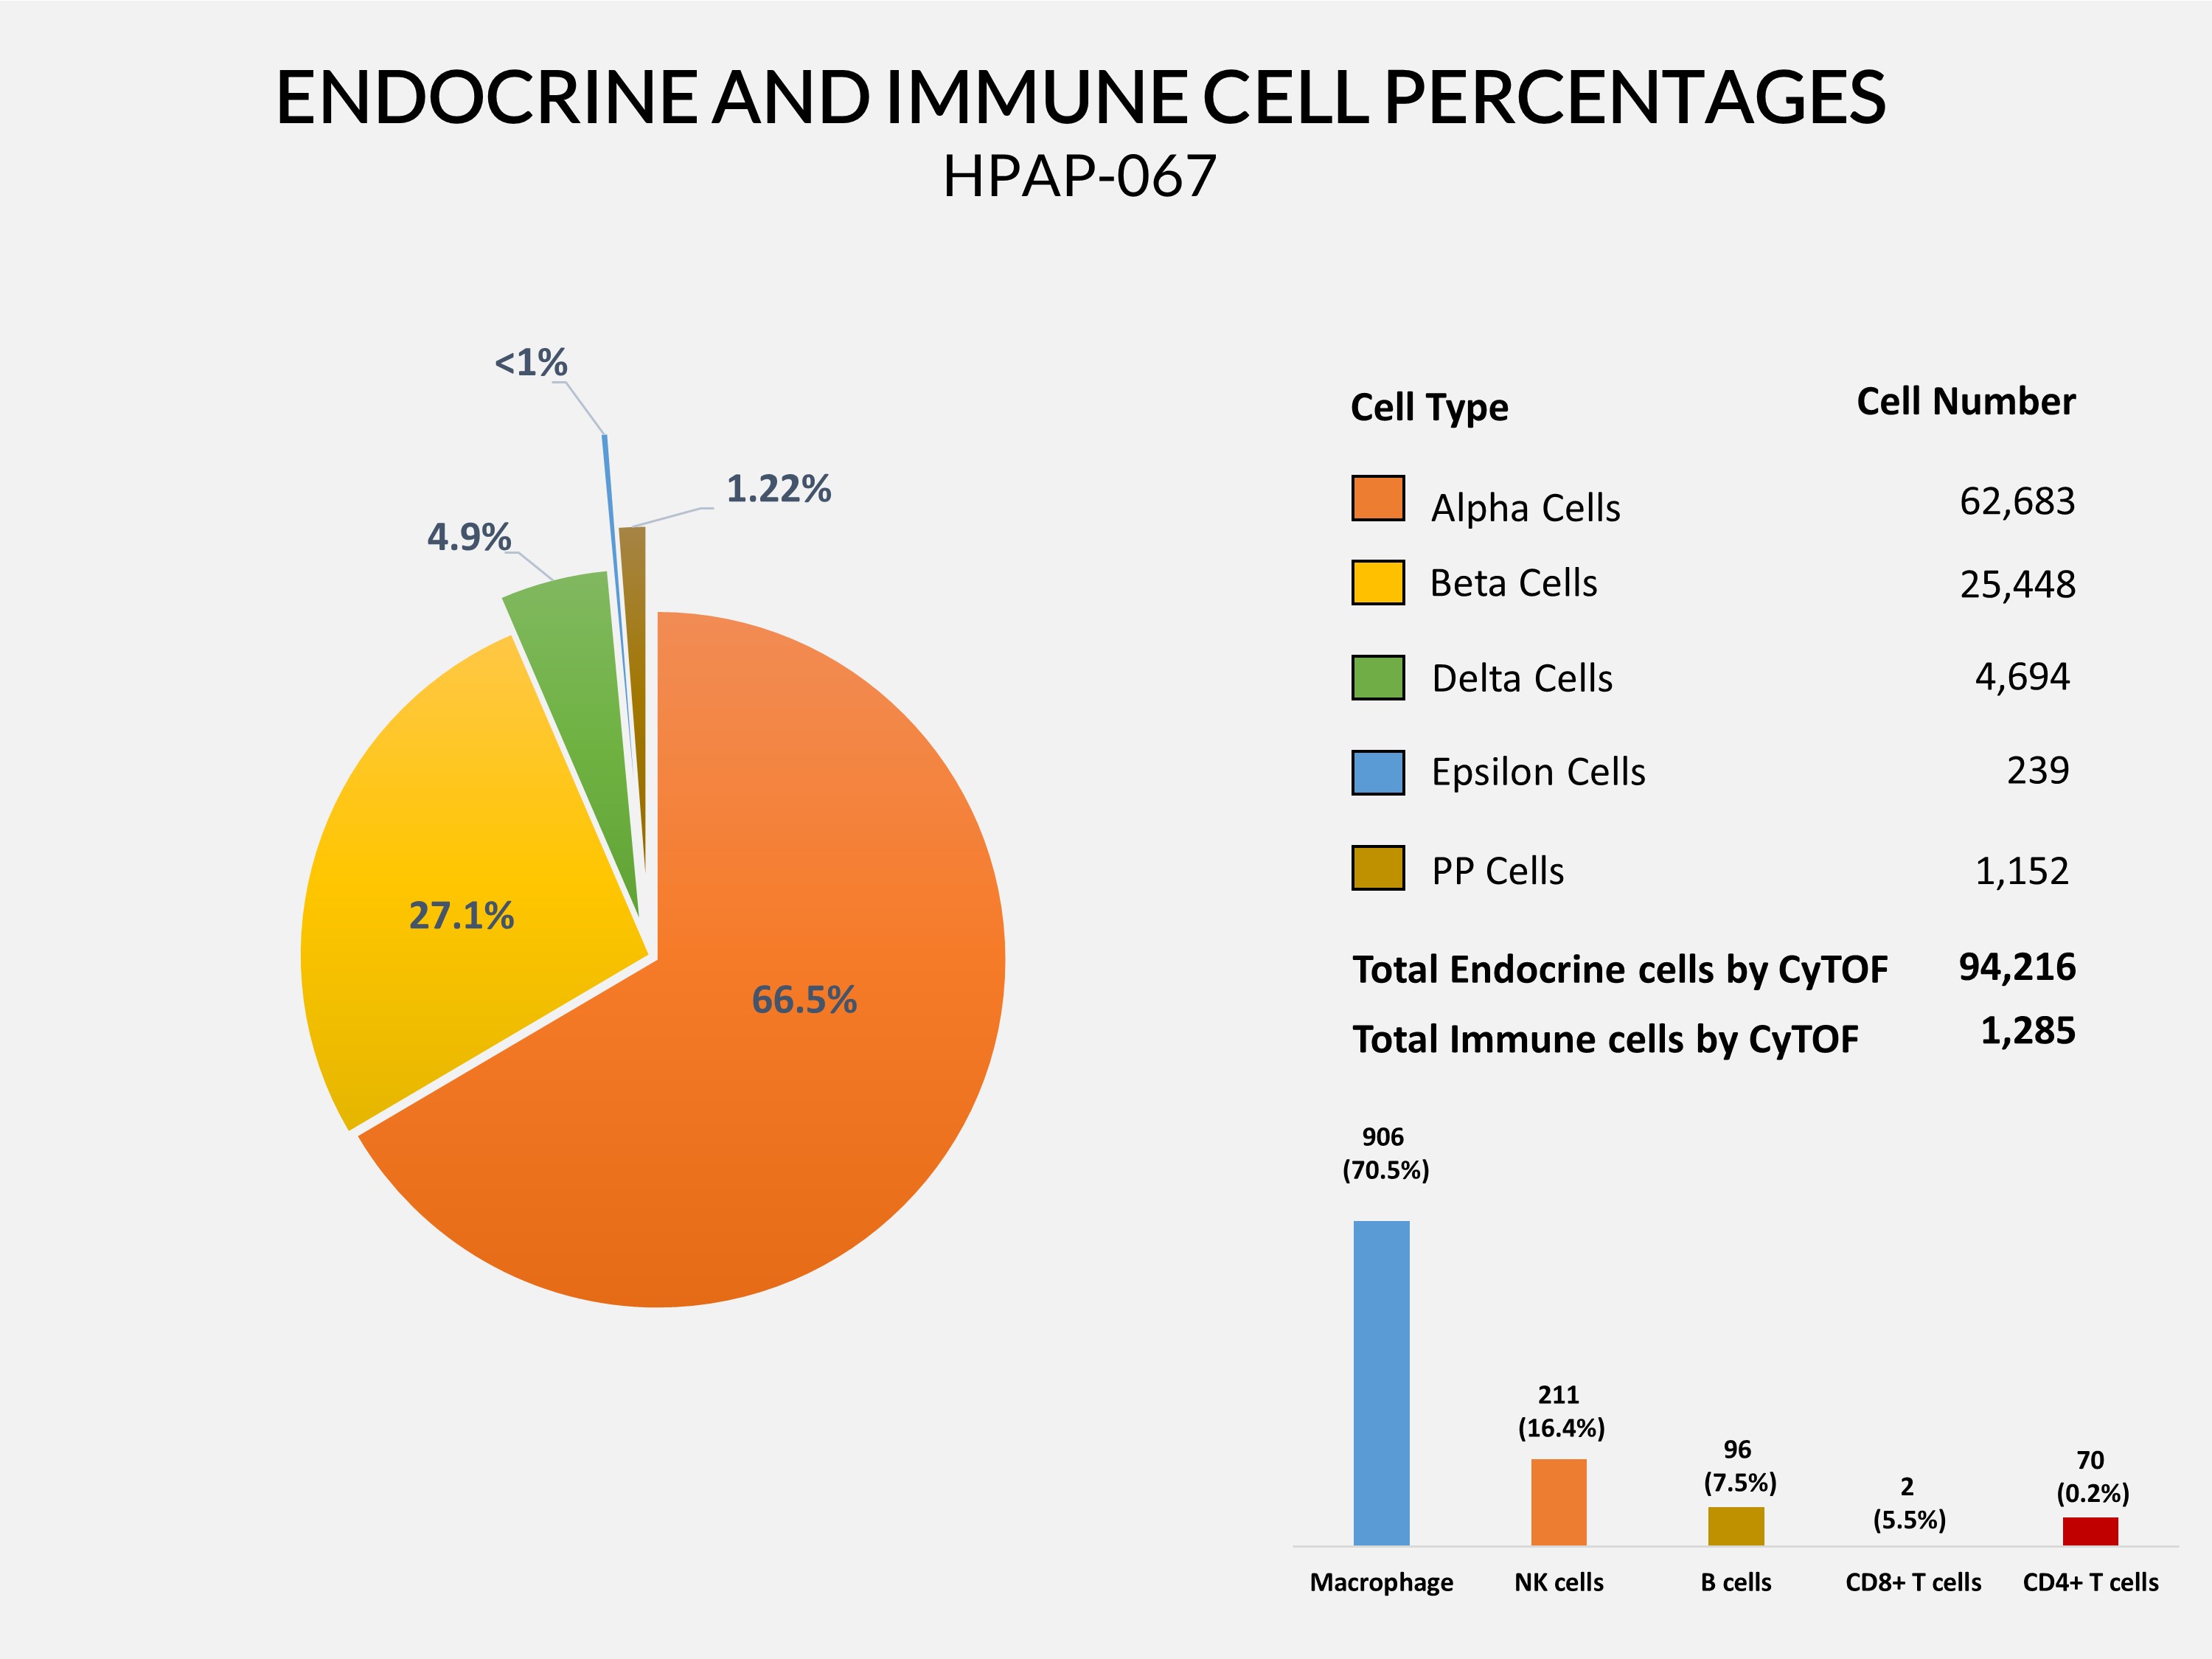 ENDOCRINE AND IMMUNE CELL PERCENTAGES
HPAP-067
<1%
1.22%
4.9%
27.1%
66.5%
Cell Type Cell Number
Alpha Cells 62,683
Beta Cells 25,448
Delta Cells 4,694
Epsilon Cells 239
PP Cells 1,152
Total Endocrine cells by CyTOF 94,216
Total Immune cells by CyTOF 1,285
906
(70.5%)
211
(16.4%)
96
(7.5%)
2
(5.5%)
70
(0.2%)
Macrophage NK cells B cells CD8+ T cells CD4+ T cells